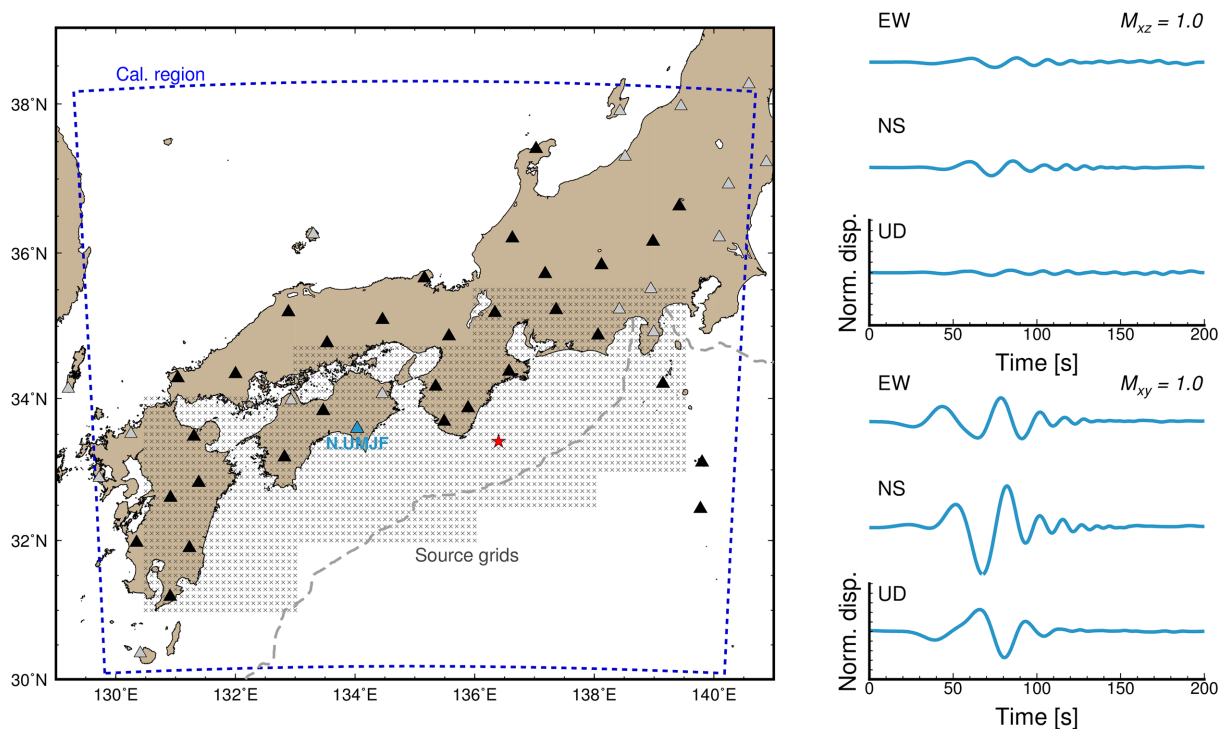 Cal. region
N.UMJF
Source grids
38°N
36°N
34°N
32°N
30°N
130°E 132°E 134°E 136°E 138°E 140°E
EW Mxz = 1.0
NS
UD
Norm. disp.
0 50 100 150 200
Time [s]
EW Mxy = 1.0
NS
UD
Norm. disp.
0 50 100 150 200
Time [s]